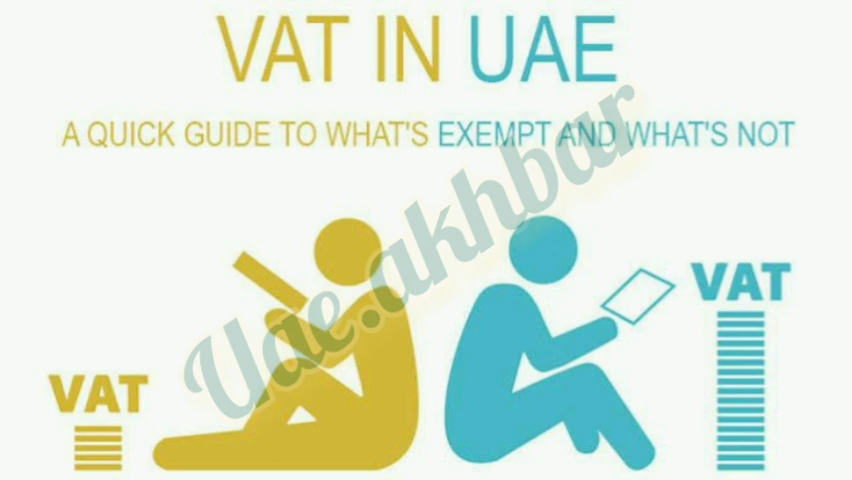 VAT IN UAE
A QUICK GUIDE TO WHAT'S EXEMPT AND WHAT'S NOT
Uae.akhbar
VAT
VAT